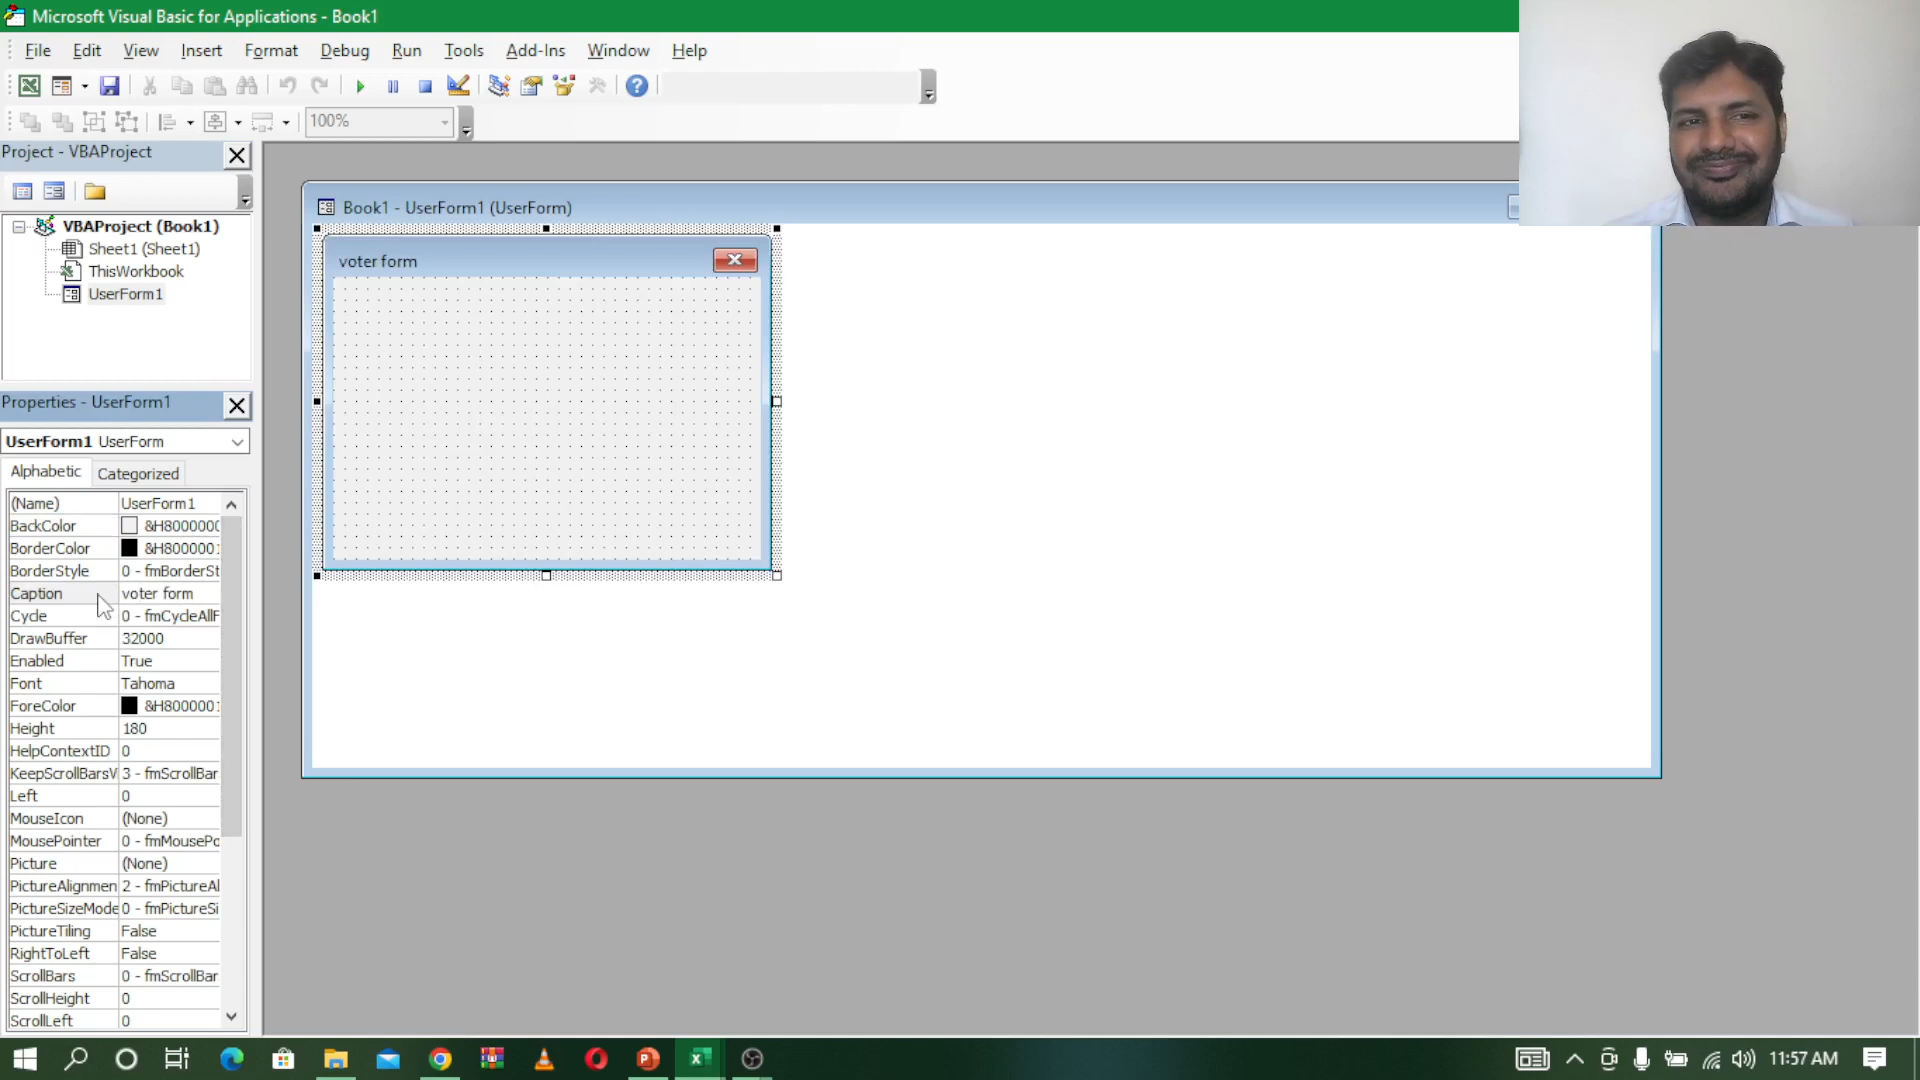 Microsoft Visual Basic for Applications - Book1
File Edit View Insert Format Debug Run Tools Add-Ins Window Help
100%
Project - VBAProject
VBAProject (Book1)
Sheet1 (Sheet1)
ThisWorkbook
UserForm1
Book1 - UserForm1 (UserForm)
voter form
Properties - UserForm1
UserForm1 UserForm
Alphabetic Categorized
(Name) UserForm1
BackColor &H8000000
BorderColor &H8000001
BorderStyle 0 - fmBorderSt
Caption voter form
Cycle 0 - fmCycleAllF
DrawBuffer 32000
Enabled True
Font Tahoma
ForeColor &H8000001
Height 180
HelpContextID 0
KeepScrollBarsV 3 - fmScrollBar
Left 0
MouseIcon (None)
MousePointer 0 - fmMousePo
Picture (None)
PictureAlignmen 2 - fmPictureAl
PictureSizeMode 0 - fmPictureSi
PictureTiling False
RightToLeft False
ScrollBars 0 - fmScrollBar
ScrollHeight 0
ScrollLeft 0
11:57 AM